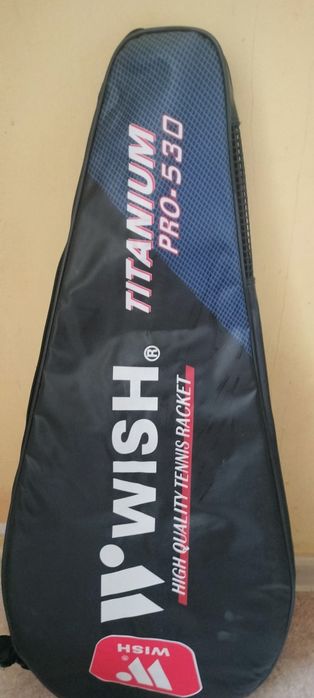 TITANIUM
PRO-530
WISH®
HIGH QUALITY TENNIS RACKET
WISH